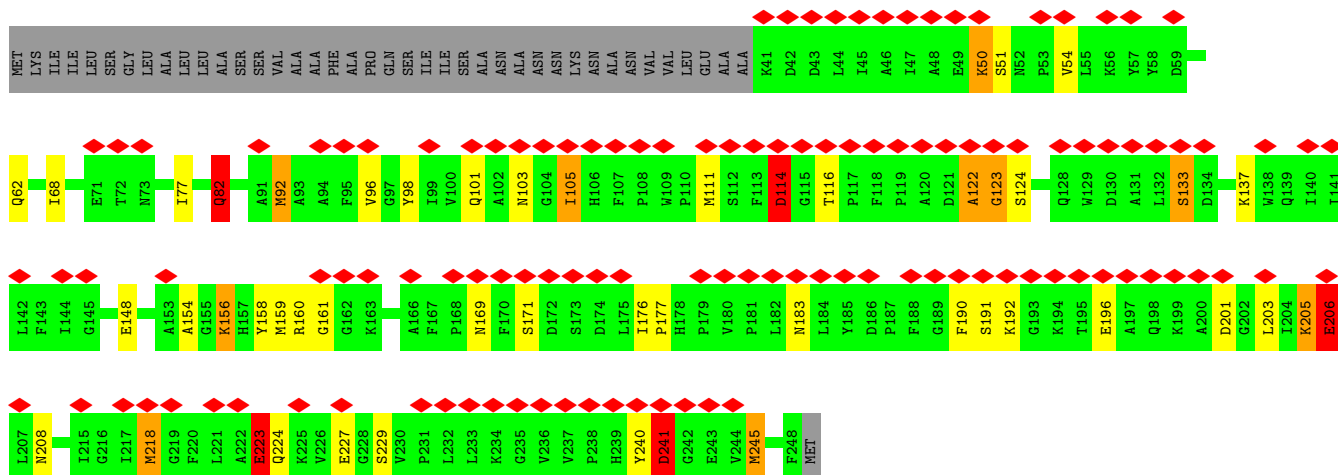 MET LYS ILE ILE LEU SER GLY LEU ALA LEU LEU ALA SER SER VAL ALA ALA PHE ALA PRO GLN SER ILE ILE SER ALA ASN ALA ASN ASN LYS ASN ALA ASN VAL VAL LEU GLU ALA ALA K41 D42 D43 L44 I45 A46 I47 A48 E49 K50 S51 N52 P53 V54 L55 K56 Y57 Y58 D59
Q62 I68 E71 T72 N73 I77 Q82 A91 M92 A93 A94 F95 V96 G97 Y98 I99 V100 Q101 A102 N103 G104 I105 H106 F107 P108 W109 P110 M111 S112 F113 D114 G115 T116 P117 F118 P119 A120 D121 A122 G123 S124 Q128 W129 D130 A131 L132 S133 D134 K137 W138 Q139 I140 I141
L142 F143 I144 G145 E148 A153 A154 G155 K156 H157 Y158 M159 R160 G161 G162 K163 A166 F167 P168 N169 F170 S171 D172 S173 D174 L175 I176 P177 H178 P179 V180 P181 L182 N183 L184 Y185 D186 P187 F188 G189 F190 S191 K192 G193 K194 T195 E196 A197 Q198 K199 A200 D201 G202 L203 I204 K205 E206
L207 N208 I215 G216 I217 M218 G219 F220 L221 A222 E223 Q224 K225 V226 E227 G228 S229 V230 P231 L232 L233 K234 G235 V236 V237 P238 H239 Y240 D241 G242 E243 V244 M245 F248 MET